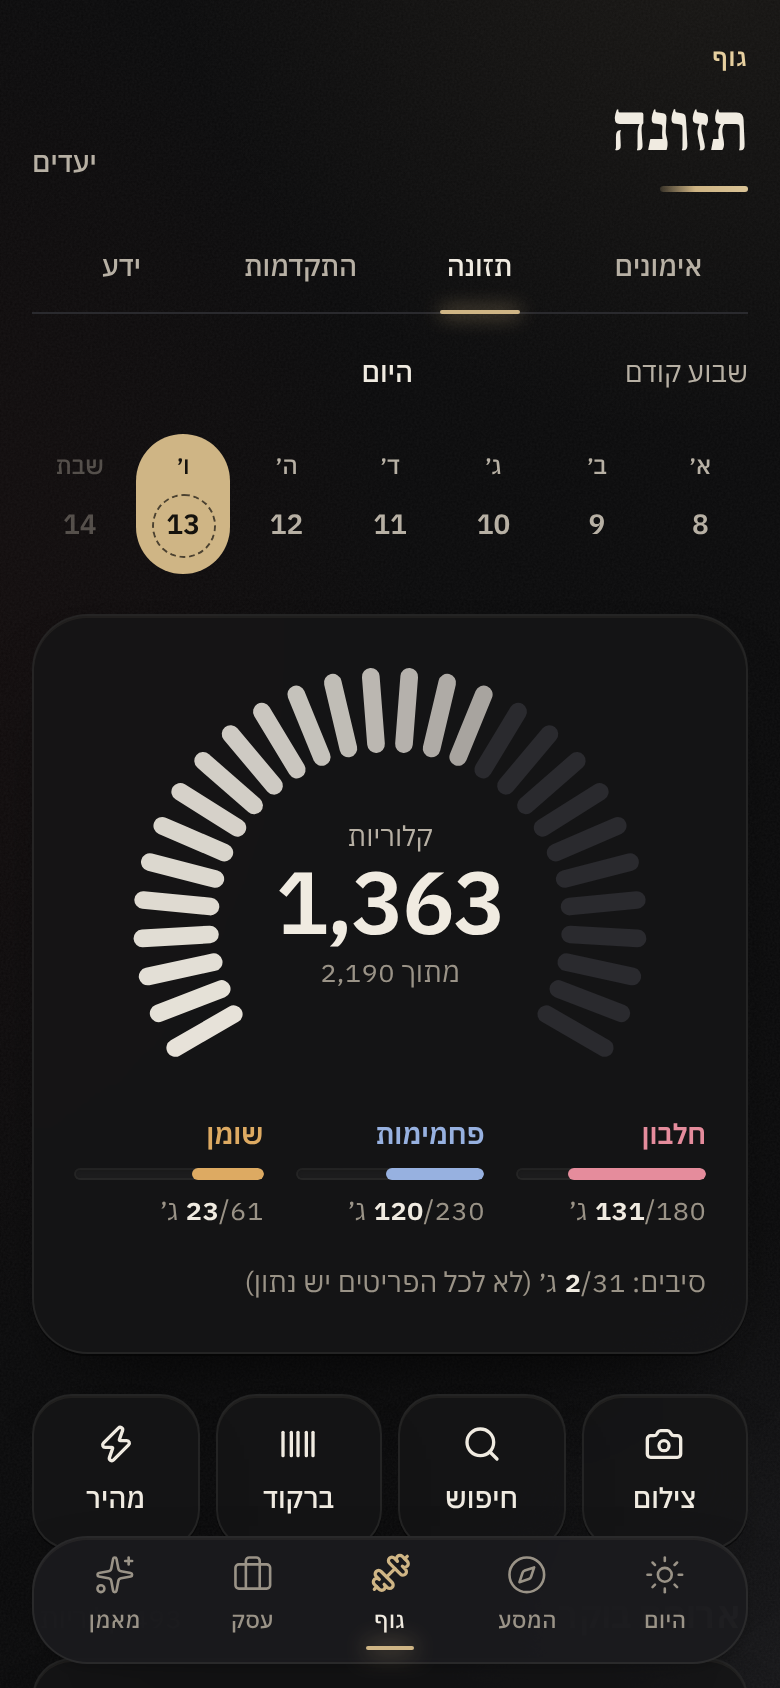 גוף
תזונה
יעדים
אימונים תזונה התקדמות ידע
שבוע קודם היום
א׳ ב׳ ג׳ ד׳ ה׳ ו׳ שבת
8 9 10 11 12 13 14
קלוריות
1,363
מתוך 2,190
חלבון פחמימות שומן
131/180 ג׳ 120/230 ג׳ 23/61 ג׳
סיבים: 2/31 ג׳ (לא לכל הפריטים יש נתון)
צילום חיפוש ברקוד מהיר
היום המסע גוף עסק מאמן